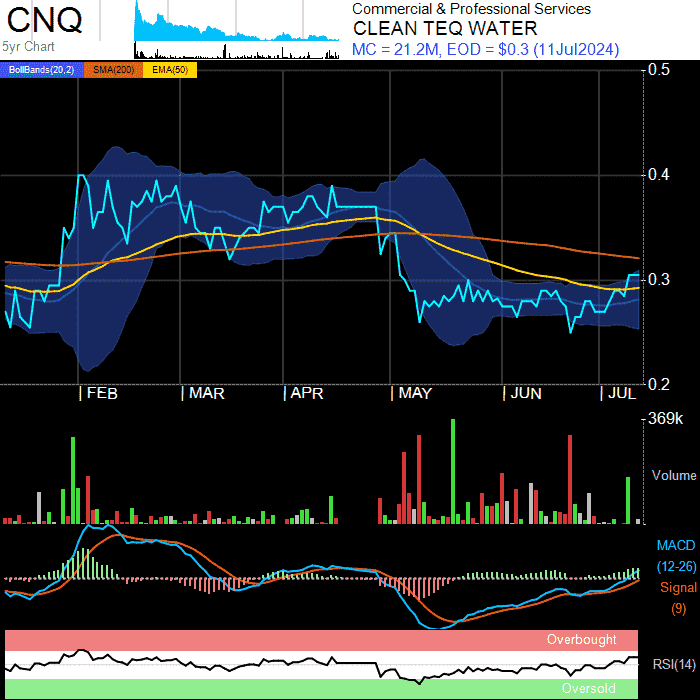 CNQ
5yr Chart
Commercial & Professional Services
CLEAN TEQ WATER
MC = 21.2M, EOD = $0.3 (11Jul2024)
BollBands(20,2) SMA(200) EMA(50)
0.5
0.4
0.3
0.2
FEB MAR APR MAY JUN JUL
369k
Volume
MACD
(12-26)
Signal
(9)
Overbought
RSI(14)
Oversold